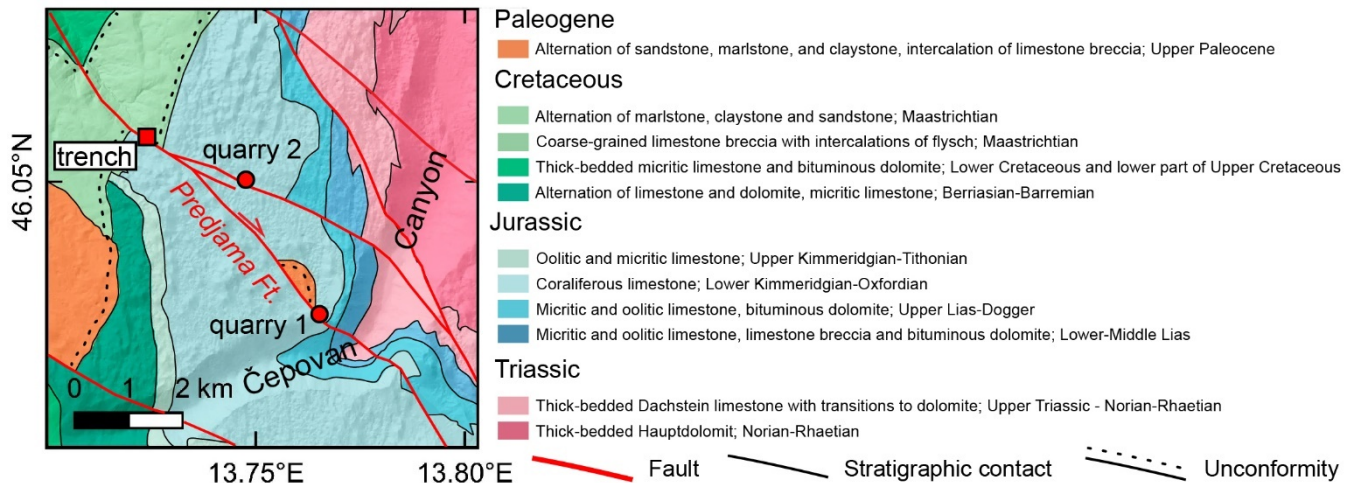 46.05°N
trench
quarry 2
Predjama Ft.
Canyon
quarry 1
Čepovan
0 1 2 km
13.75°E 13.80°E
Paleogene
Alternation of sandstone, marlstone, and claystone, intercalation of limestone breccia; Upper Paleocene
Cretaceous
Alternation of marlstone, claystone and sandstone; Maastrichtian
Coarse-grained limestone breccia with intercalations of flysch; Maastrichtian
Thick-bedded micritic limestone and bituminous dolomite; Lower Cretaceous and lower part of Upper Cretaceous
Alternation of limestone and dolomite, micritic limestone; Berriasian-Barremian
Jurassic
Oolitic and micritic limestone; Upper Kimmeridgian-Tithonian
Coraliferous limestone; Lower Kimmeridgian-Oxfordian
Micritic and oolitic limestone, bituminous dolomite; Upper Lias-Dogger
Micritic and oolitic limestone, limestone breccia and bituminous dolomite; Lower-Middle Lias
Triassic
Thick-bedded Dachstein limestone with transitions to dolomite; Upper Triassic - Norian-Rhaetian
Thick-bedded Hauptdolomit; Norian-Rhaetian
Fault Stratigraphic contact Unconformity